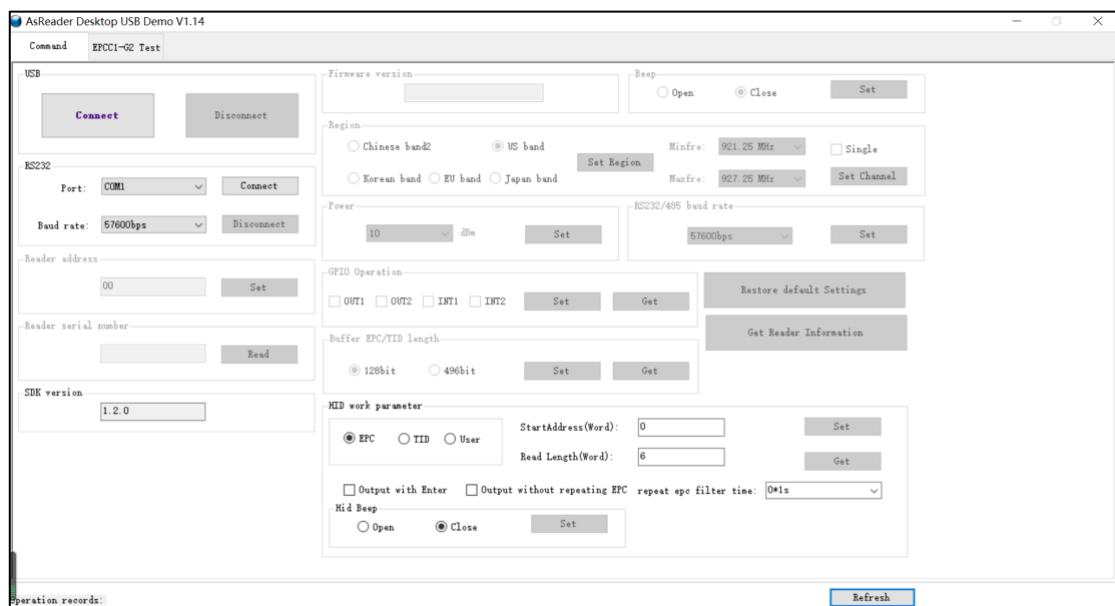 AsReader Desktop USB Demo V1.14
Command EPCC1-G2 Test
USB
Connect Disconnect
RS232
Port: COM1 Connect
Baud rate: 57600bps Disconnect
Reader address
00 Set
Reader serial number
Read
SDK version
1.2.0
Firmware version
Beep
Open Close Set
Region
Chinese band2 US band Set Region Minfre: 921.25 MHz Single
Korean band EU band Japan band Maxfre: 927.25 MHz Set Channel
Power
10 dBm Set
RS232/485 baud rate
57600bps Set
GPIO Operation
OUT1 OUT2 INT1 INT2 Set Get
Restore default Settings
Get Reader Information
Buffer EPC/TID length
128bit 496bit Set Get
HID work parameter
EPC TID User StartAddress(Word): 0 Set
Read Length(Word): 6 Get
Output with Enter Output without repeating EPC repeat epc filter time: 0*1s
Hid Beep
Open Close Set
peration records: Refresh